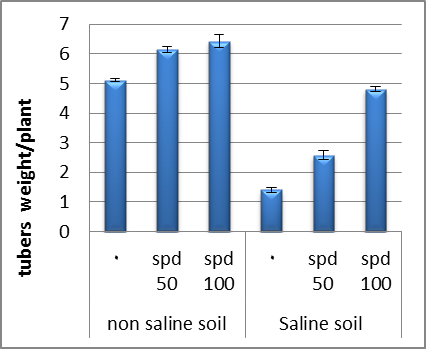 7
6
5
4
3
2
1
0
tubers weight/plant
. spd 50 spd 100 . spd 50 spd 100
non saline soil Saline soil